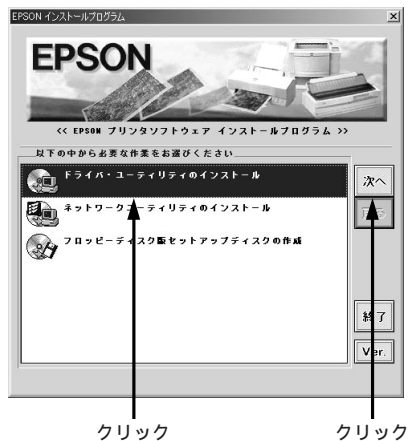 EPSON インストールプログラム
EPSON
<< EPSON プリンタソフトウェア インストールプログラム >>
以下の中から必要な作業をお選びください
ドライバ・ユーティリティのインストール
次へ
ネットワークユーティリティのインストール
フロッピーディスク版セットアップディスクの作成
終了
Ver.
クリック
クリック